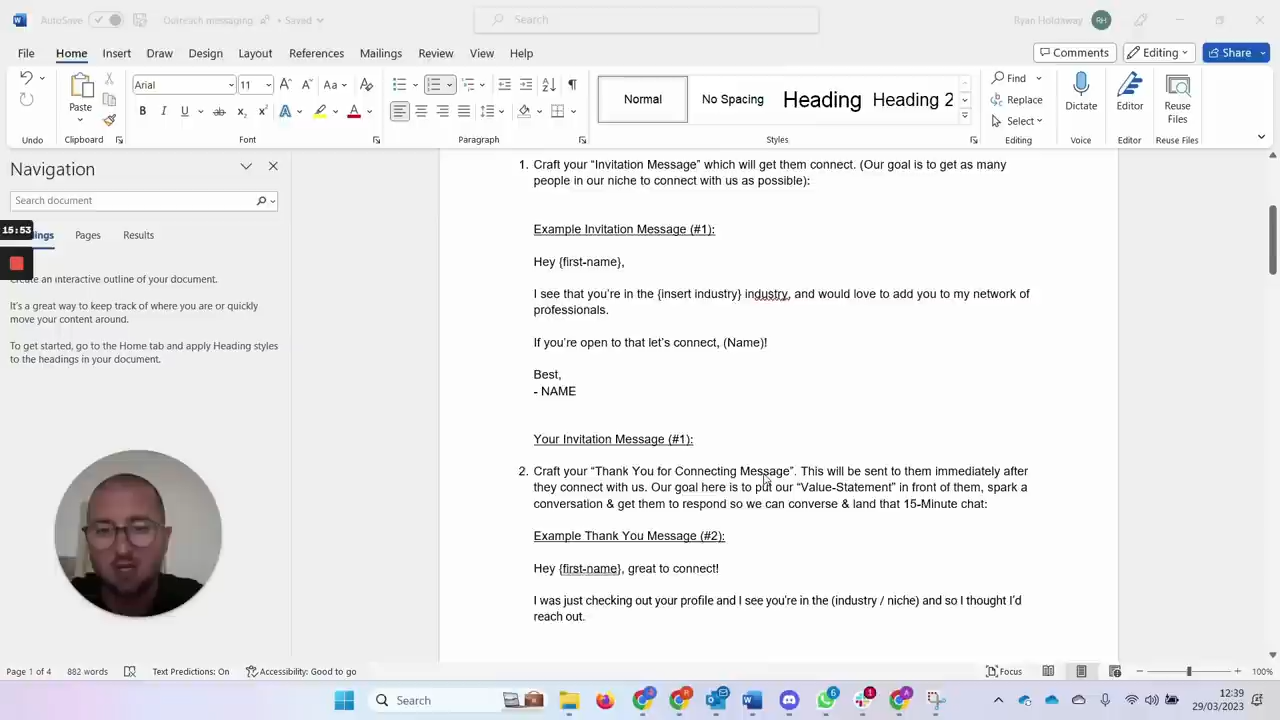 AutoSave
Outreach messaging
• Saved
Search
Ryan Holdaway
RH
File
Home
Insert
Draw
Design
Layout
References
Mailings
Review
View
Help
Comments
Editing
Share
Paste
Undo
Clipboard
Arial
11
Aa
Font
Paragraph
Normal
No Spacing
Heading
Heading 2
Styles
Find
Replace
Select
Editing
Dictate
Voice
Editor
Editor
Reuse
Files
Reuse Files
Navigation
Search document
15:53
ings
Pages
Results
Create an interactive outline of your document.
It's a great way to keep track of where you are or quickly
move your content around.
To get started, go to the Home tab and apply Heading styles
to the headings in your document.
1. Craft your “Invitation Message” which will get them connect. (Our goal is to get as many
people in our niche to connect with us as possible):
Example Invitation Message (#1):
Hey {first-name},
I see that you’re in the {insert industry} industry, and would love to add you to my network of
professionals.
If you’re open to that let’s connect, (Name)!
Best,
- NAME
Your Invitation Message (#1):
2. Craft your “Thank You for Connecting Message”. This will be sent to them immediately after
they connect with us. Our goal here is to put our “Value-Statement” in front of them, spark a
conversation & get them to respond so we can converse & land that 15-Minute chat:
Example Thank You Message (#2):
Hey {first-name}, great to connect!
I was just checking out your profile and I see you’re in the (industry / niche) and so I thought I’d
reach out.
Page 1 of 4
882 words
Text Predictions: On
Accessibility: Good to go
Focus
100%
Search
12:39
29/03/2023